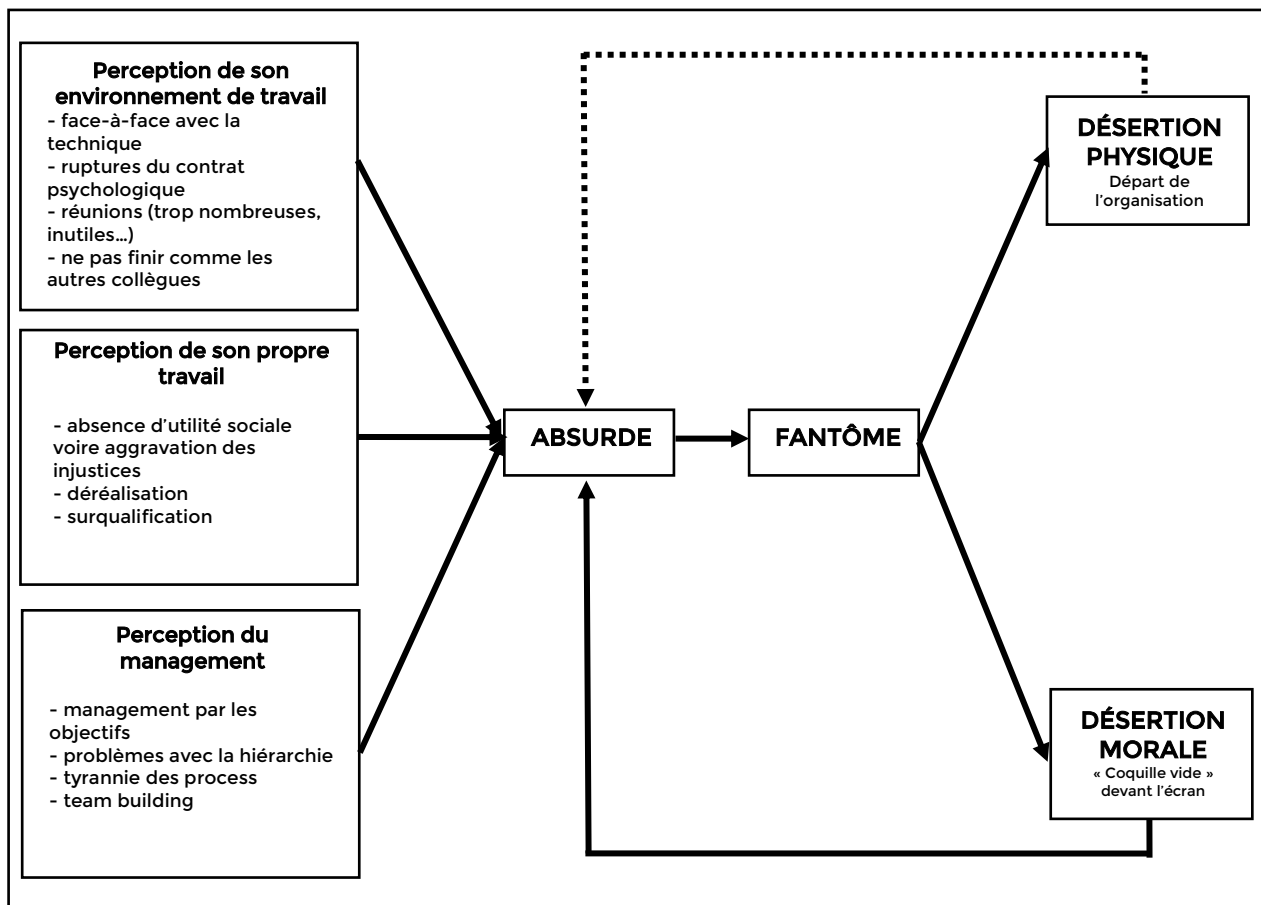 Perception de son
environnement de travail
- face-à-face avec la
technique
- ruptures du contrat
psychologique
- réunions (trop nombreuses,
inutiles…)
- ne pas finir comme les
autres collègues
Perception de son propre
travail
- absence d'utilité sociale
voire aggravation des
injustices
- déréalisation
- surqualification
Perception du
management
- management par les
objectifs
- problèmes avec la hiérarchie
- tyrannie des process
- team building
ABSURDE
FANTÔME
DÉSERTION
PHYSIQUE
Départ de
l'organisation
DÉSERTION
MORALE
« Coquille vide »
devant l'écran